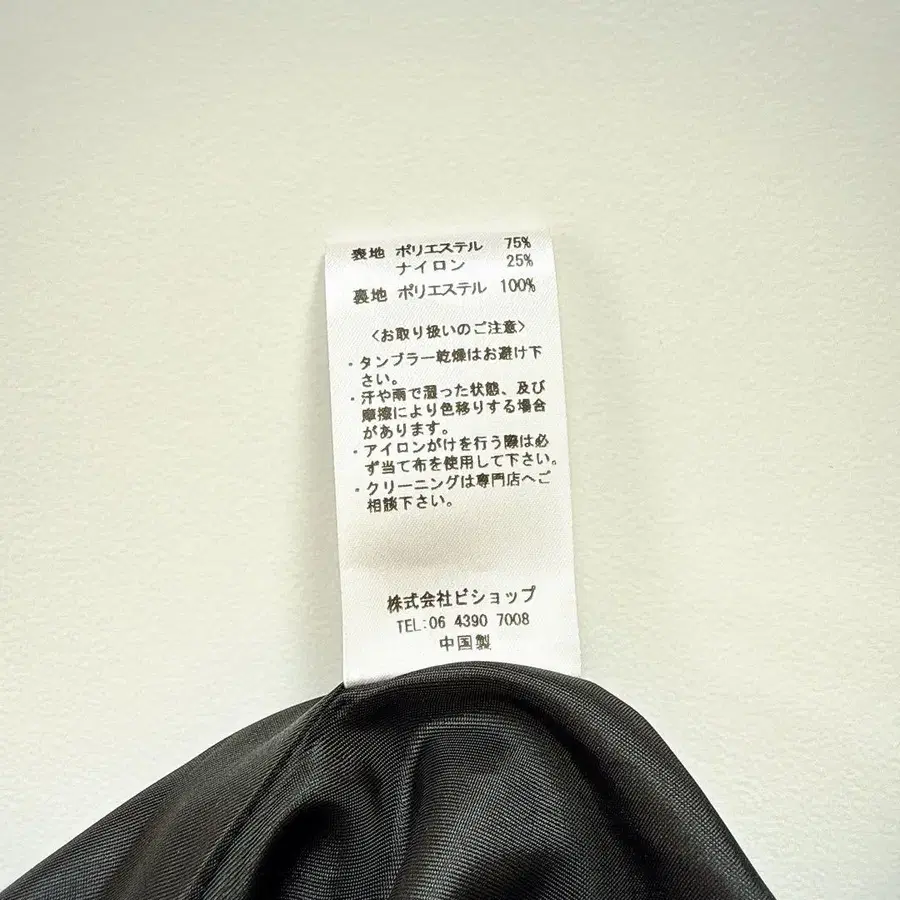 表地 ポリエステル 75%
ナイロン 25%
裏地 ポリエステル 100%
〈お取り扱いのご注意〉
・タンブラー乾燥はお避け下
さい。
・汗や雨で湿った状態、及び
摩擦により色移りする場合
があります。
・アイロンがけを行う際は必
ず当て布を使用して下さい。
・クリーニングは専門店へご
相談下さい。
株式会社ビショップ
TEL:06 4390 7008
中国製